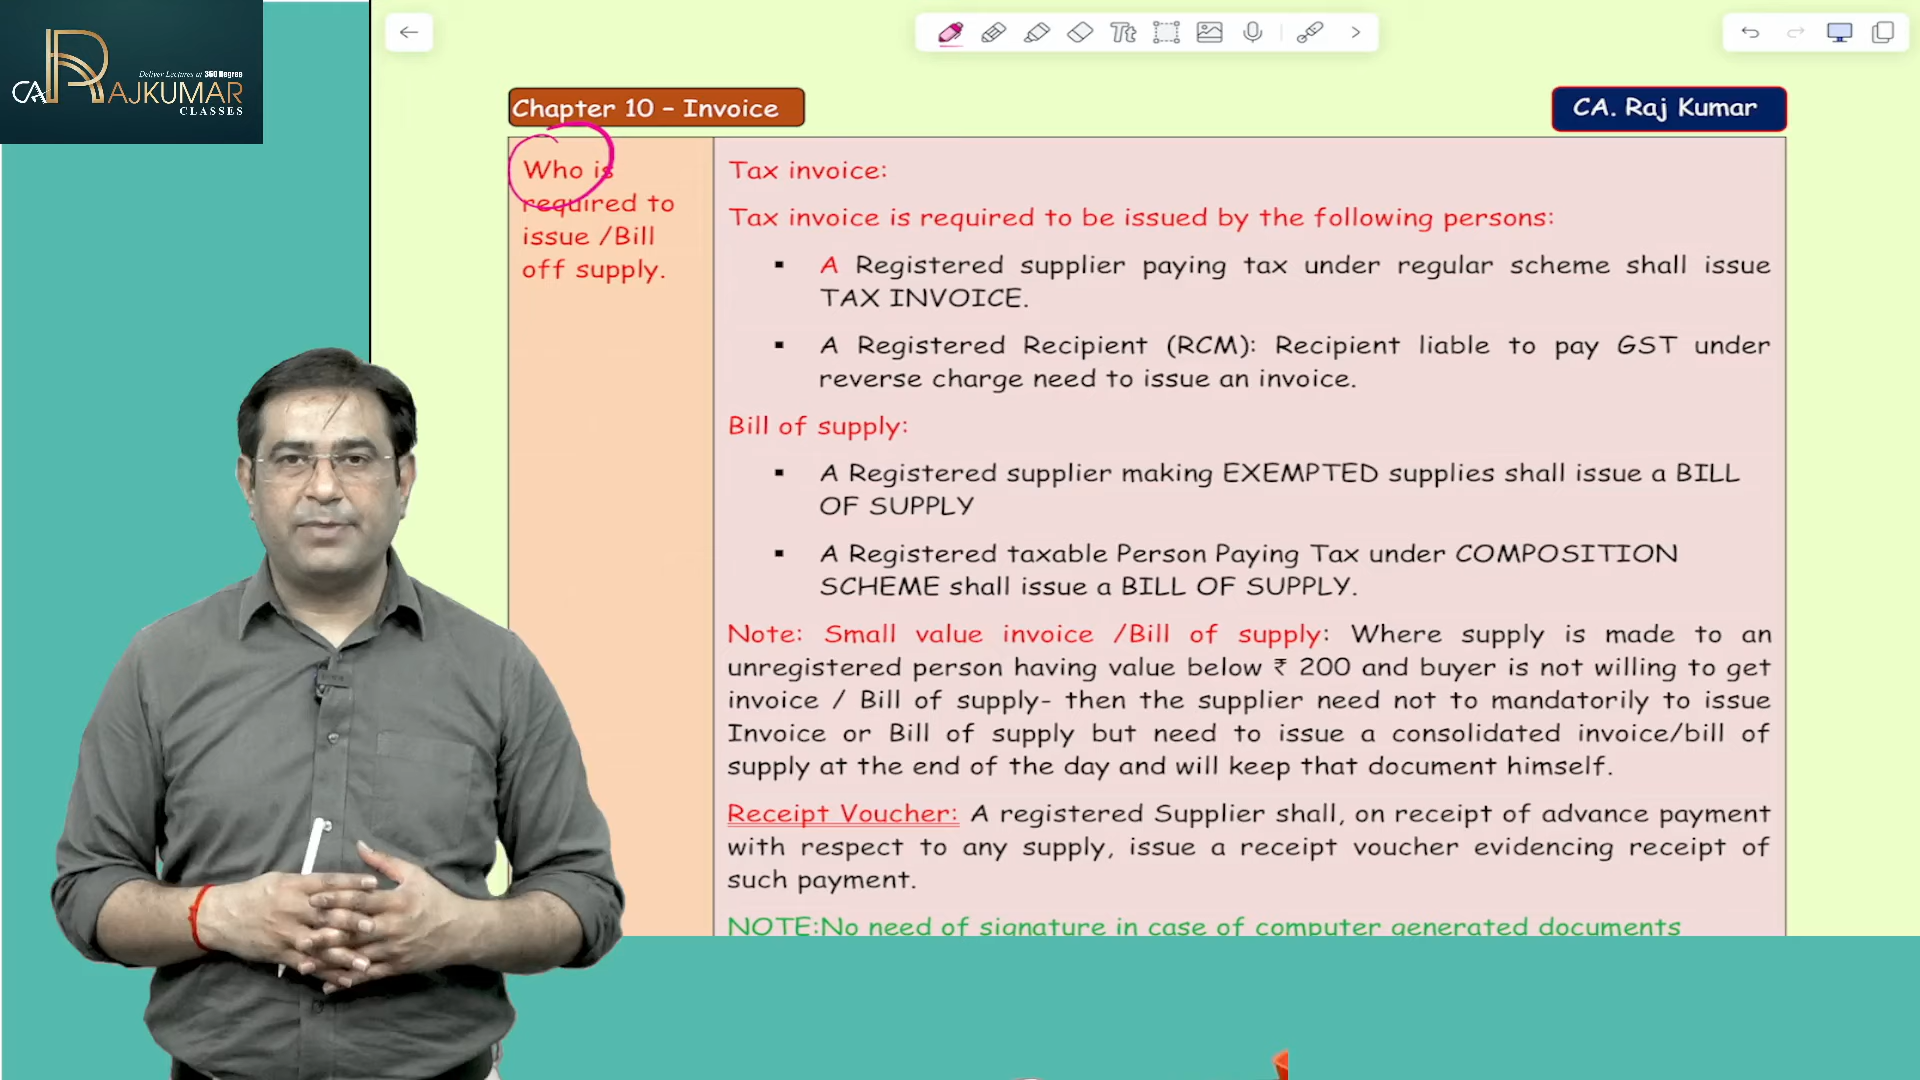 Deliver Lectures at 360 Degree
CA RAJKUMAR
CLASSES
Tt
Chapter 10 – Invoice
CA. Raj Kumar
Who is
required to
issue /Bill
off supply.
Tax invoice:
Tax invoice is required to be issued by the following persons:
▪ A Registered supplier paying tax under regular scheme shall issue
TAX INVOICE.
▪ A Registered Recipient (RCM): Recipient liable to pay GST under
reverse charge need to issue an invoice.
Bill of supply:
▪ A Registered supplier making EXEMPTED supplies shall issue a BILL
OF SUPPLY
▪ A Registered taxable Person Paying Tax under COMPOSITION
SCHEME shall issue a BILL OF SUPPLY.
Note: Small value invoice /Bill of supply: Where supply is made to an
unregistered person having value below ₹ 200 and buyer is not willing to get
invoice / Bill of supply- then the supplier need not to mandatorily to issue
Invoice or Bill of supply but need to issue a consolidated invoice/bill of
supply at the end of the day and will keep that document himself.
Receipt Voucher: A registered Supplier shall, on receipt of advance payment
with respect to any supply, issue a receipt voucher evidencing receipt of
such payment.
NOTE:No need of signature in case of computer generated documents